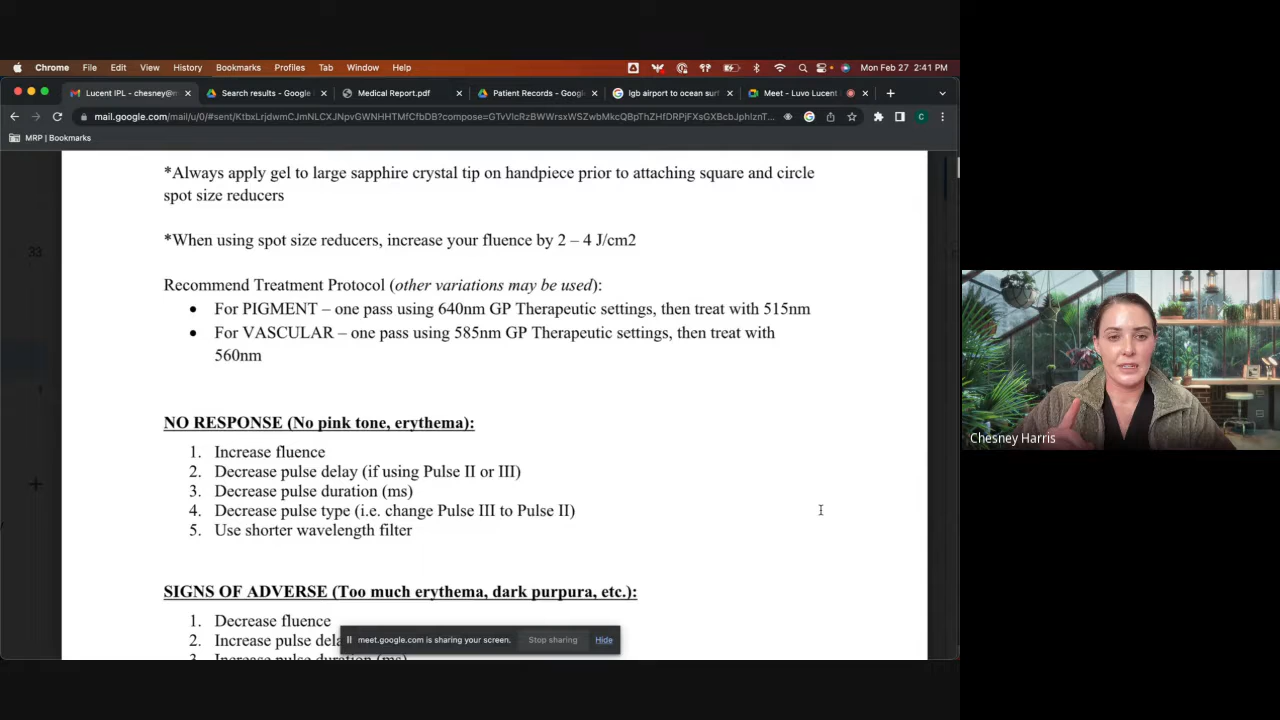 Chrome File Edit View History Bookmarks Profiles Tab Window Help Mon Feb 27 2:41 PM
Lucent IPL - chesney@m Search results - Google Medical Report.pdf Patient Records - Googl lgb airport to ocean surf Meet - Luvo Lucent
MRP | Bookmarks
*Always apply gel to large sapphire crystal tip on handpiece prior to attaching square and circle
spot size reducers
33
*When using spot size reducers, increase your fluence by 2 – 4 J/cm2
Recommend Treatment Protocol (other variations may be used):
• For PIGMENT – one pass using 640nm GP Therapeutic settings, then treat with 515nm
• For VASCULAR – one pass using 585nm GP Therapeutic settings, then treat with
560nm
NO RESPONSE (No pink tone, erythema):
1. Increase fluence
2. Decrease pulse delay (if using Pulse II or III)
3. Decrease pulse duration (ms)
4. Decrease pulse type (i.e. change Pulse III to Pulse II)
5. Use shorter wavelength filter
SIGNS OF ADVERSE (Too much erythema, dark purpura, etc.):
1. Decrease fluence
2. Increase pulse dela
3. Increase pulse duration (ms)
meet.google.com is sharing your screen. Stop sharing Hide
Chesney Harris